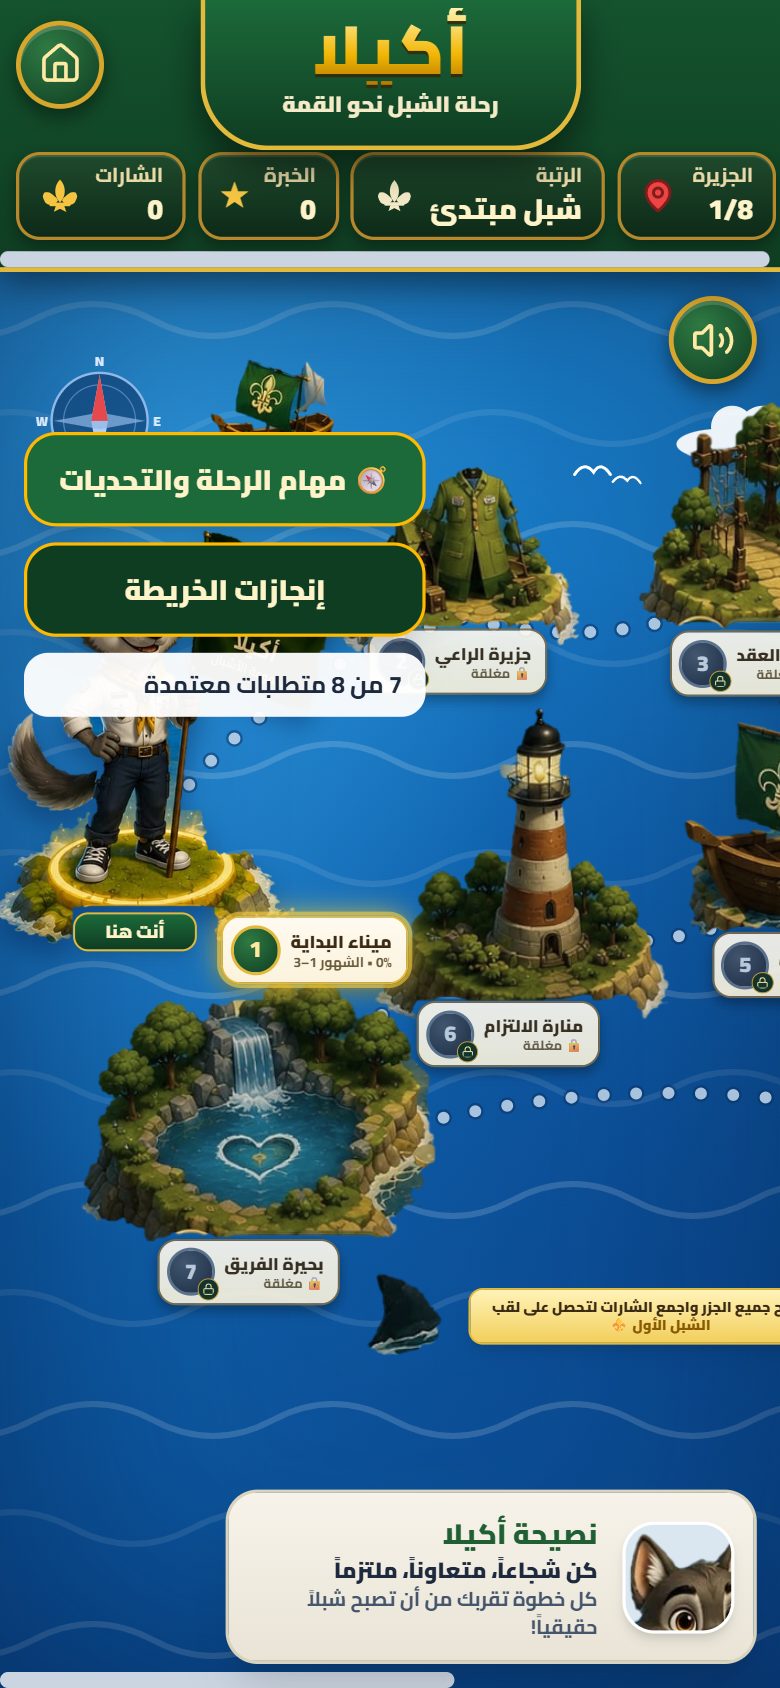 أكيلا
رحلة الشبل نحو القمة
الجزيرة
1/8
الرتبة
شبل مبتدئ
الخبرة
0
الشارات
0
N
W E
مهام الرحلة والتحديات
إنجازات الخريطة
أكيلا
7 من 8 متطلبات معتمدة
جزيرة الراعي
مغلقة
2
العقد
3
أنت هنا
ميناء البداية
0% • الشهور 1–3
1
5
منارة الالتزام
مغلقة
6
بحيرة الفريق
مغلقة
7
جميع الجزر واجمع الشارات لتحصل على لقب
الشبل الأول
نصيحة أكيلا
كن شجاعاً، متعاوناً، ملتزماً
كل خطوة تقربك من أن تصبح شبلاً
حقيقياً!